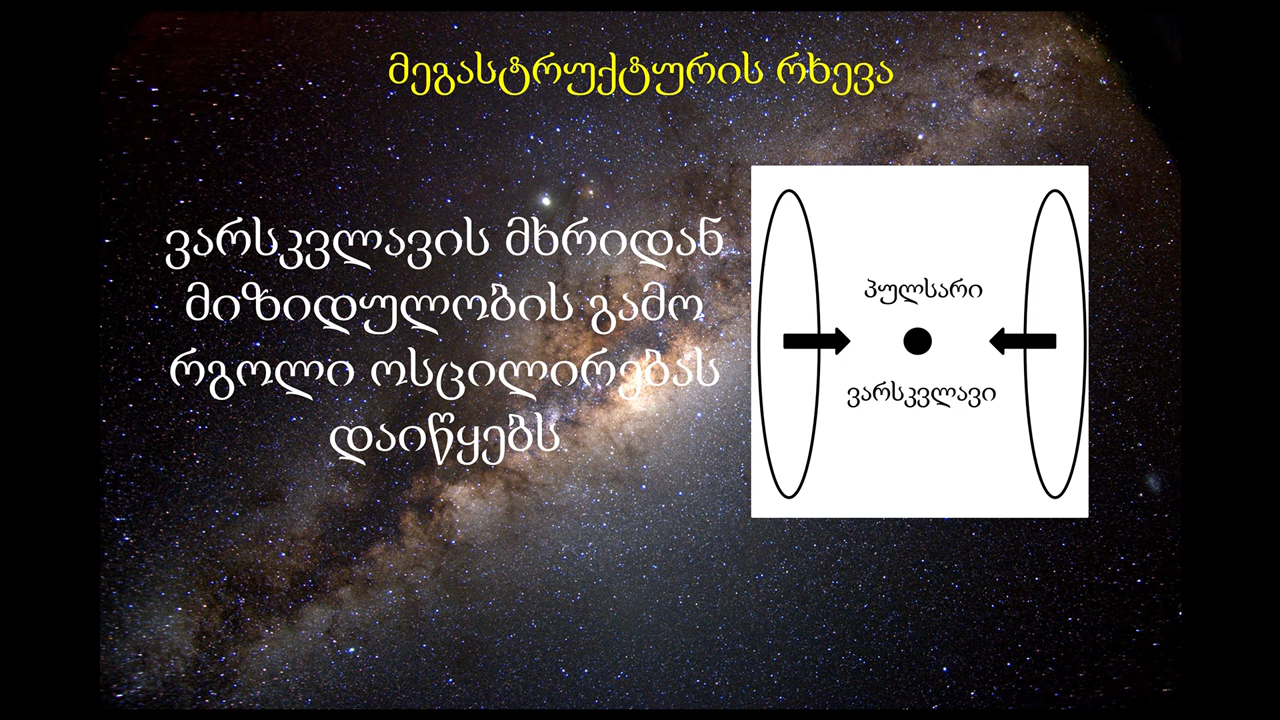 მეგასტრუქტურის რხევა
ვარსკვლავის მხრიდან
მიზიდულობის გამო
რგოლი ოსცილირებას
დაიწყებს
პულსარი
ვარსკვლავი